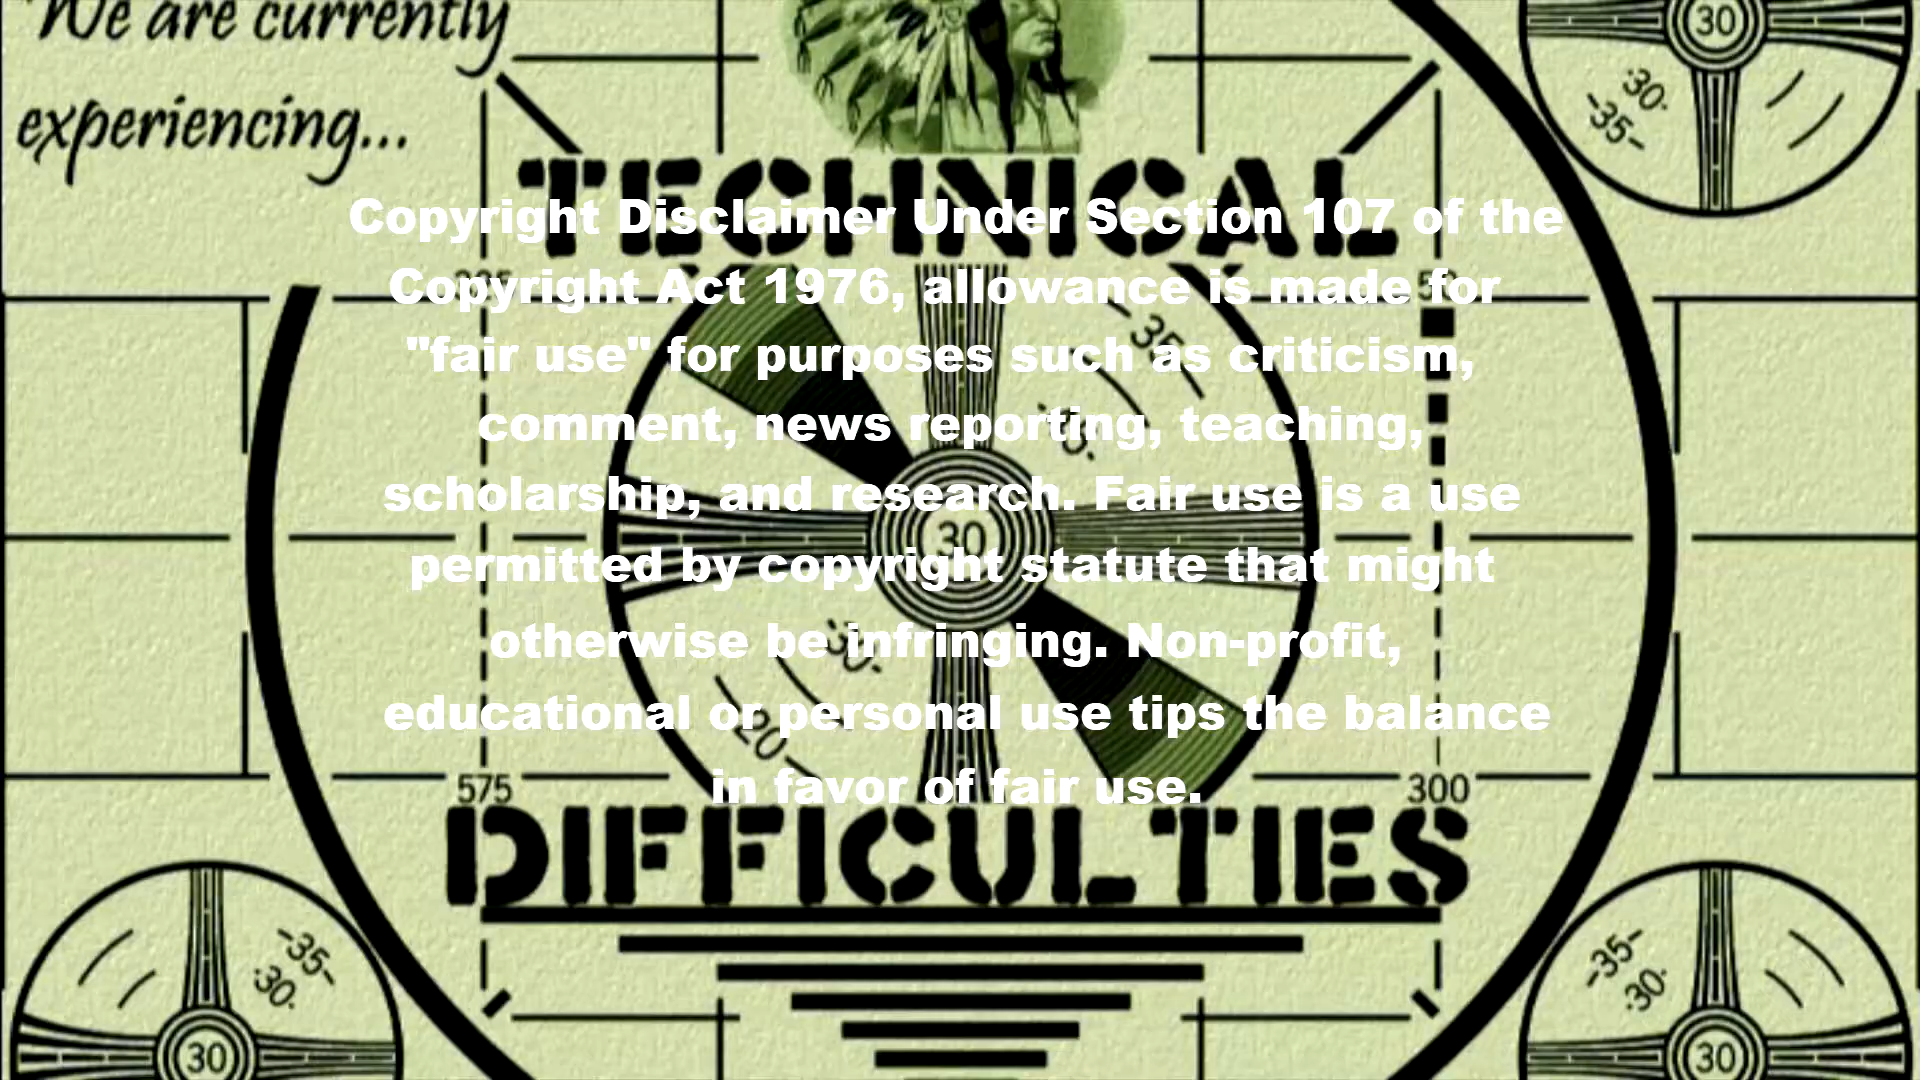 We are currently
experiencing...
TECHNICAL
Copyright Disclaimer Under Section 107 of the
Copyright Act 1976, allowance is made for
"fair use" for purposes such as criticism,
comment, news reporting, teaching,
scholarship, and research. Fair use is a use
permitted by copyright statute that might
otherwise be infringing. Non-profit,
educational or personal use tips the balance
in favor of fair use.
DIFFICULTIES
30
-30-
-35-
-35-
30
-30-
-20-
575
300
-35-
-30-
30
-35-
-30-
30